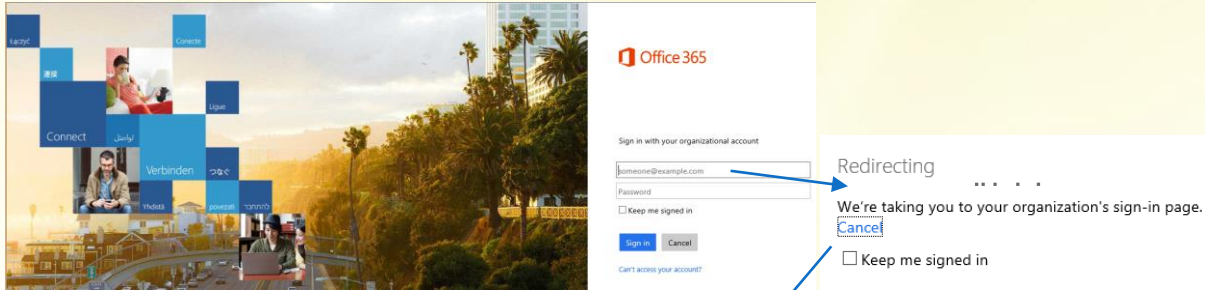 Łączyć
Conecte
連接
Ligue
Connect
لتواصل
Verbinden
つなぐ
Yhdistä
povezati
להתחבר
Office 365
Sign in with your organizational account
someone@example.com
Password
Keep me signed in
Sign in
Cancel
Can't access your account?
Redirecting
We're taking you to your organization's sign-in page.
Cancel
Keep me signed in